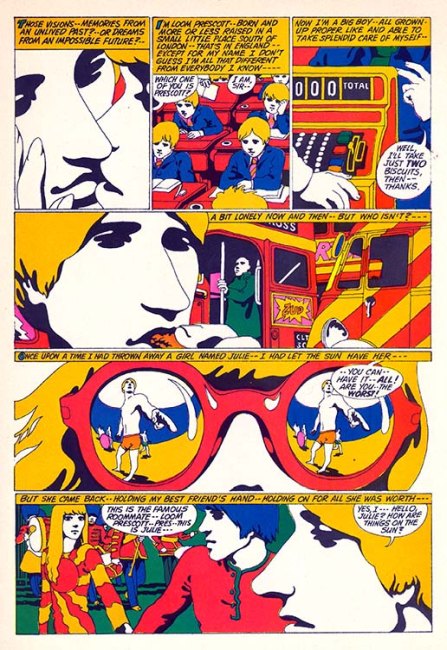 THOSE VISIONS--MEMORIES FROM
AN UNLIVED PAST?--OR DREAMS
FROM AN IMPOSSIBLE FUTURE?--
I'M LOOM PRESCOTT--BORN AND
MORE OR LESS RAISED IN A
SMALL LITTLE PLACE SOUTH OF
LONDON--THAT'S IN ENGLAND--
EXCEPT FOR MY NAME I DON'T
GUESS I'M ALL THAT DIFFERENT
FROM EVERYBODY I KNOW----
WHICH ONE
OF YOU IS
PRESCOTT?
I AM,
SIR--
NOW I'M A BIG BOY--ALL GROWN-
UP PROPER LIKE AND ABLE TO
TAKE SPLENDID CARE OF MYSELF--
000 TOTAL
WELL,
I'LL TAKE
JUST TWO
BISCUITS,
THEN--
THANKS.
A BIT LONELY NOW AND THEN--BUT WHO ISN'T?---
ROSS
ZUP
CLT
ONCE UPON A TIME I HAD THROWN AWAY A GIRL NAMED JULIE--I HAD LET THE SUN HAVE HER---
--YOU CAN--
HAVE IT--ALL!
ARE YOU THE
WORST!
BUT SHE CAME BACK--HOLDING MY BEST FRIEND'S HAND--HOLDING ON FOR ALL SHE WAS WORTH---
THIS IS THE FAMOUS
ROOMMATE--LOOM
PRESCOTT--PRES--THIS
IS JULIE--
YES, I--- HELLO,
JULIE? HOW ARE
THINGS ON THE
SUN?